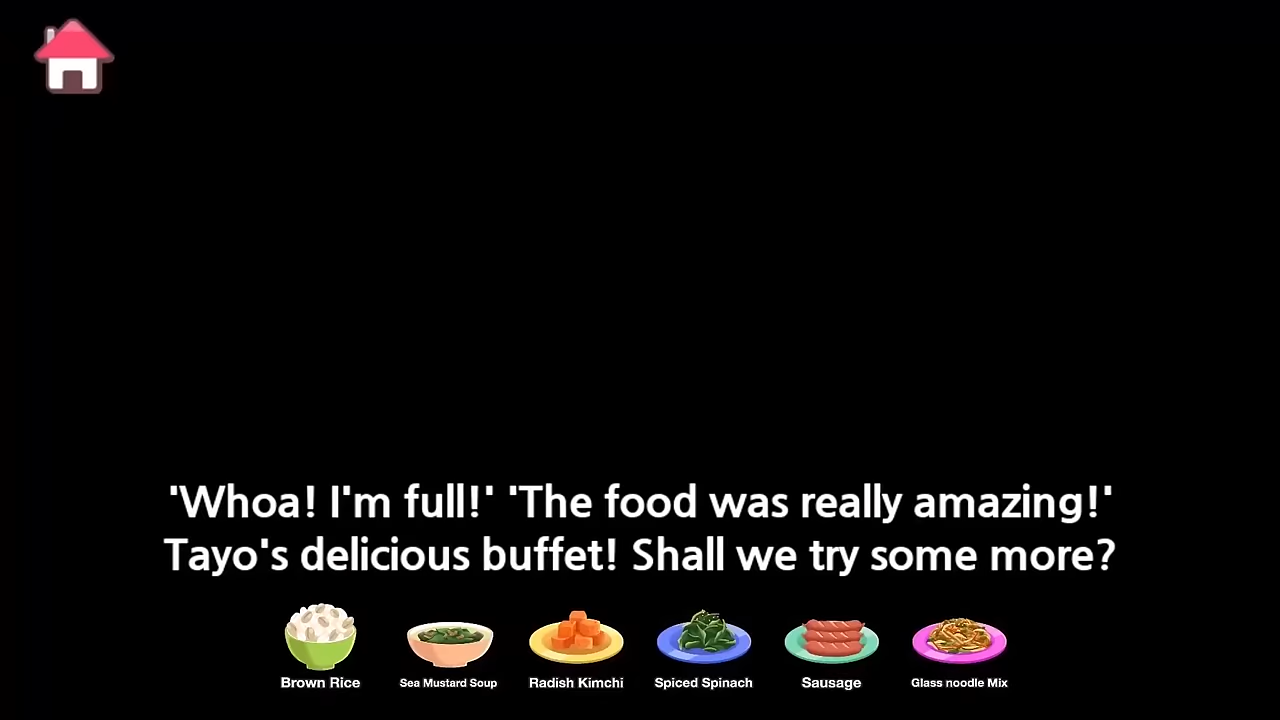 'Whoa! I'm full!' 'The food was really amazing!'
Tayo's delicious buffet! Shall we try some more?
Brown Rice Sea Mustard Soup Radish Kimchi Spiced Spinach Sausage Glass noodle Mix